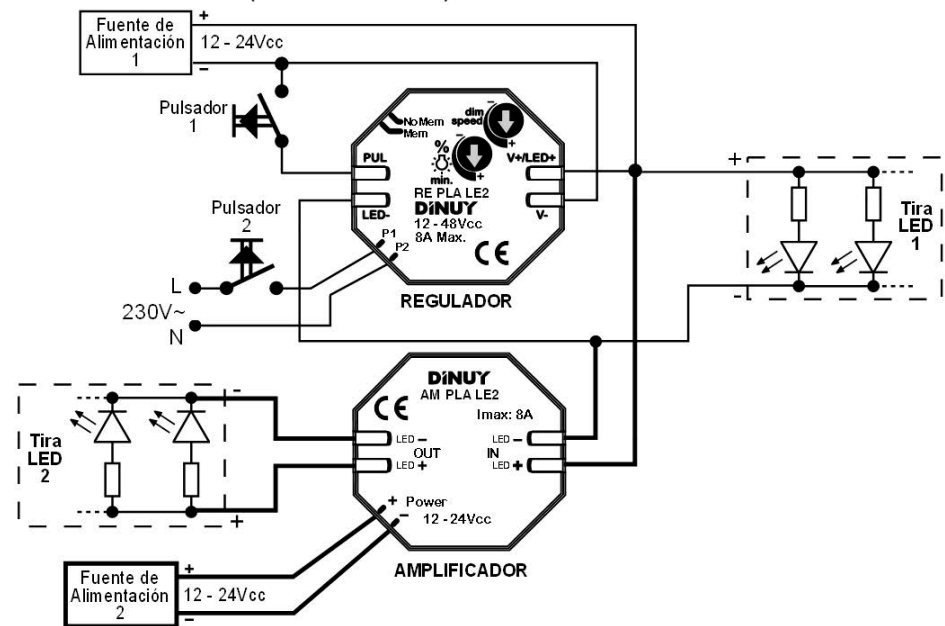 +
Fuente de
Alimentación
1
12 - 24Vcc
–
Pulsador
1
No Mem
Mem
dim
speed
-
+
%
-
+
min.
PUL
V+/LED+
LED-
V-
RE PLA LE2
DINUY
12 - 48Vcc
8A Max.
P1
P2
CE
REGULADOR
Pulsador
2
L
230V~
N
+
-
Tira
LED
1
DINUY
AM PLA LE2
CE
Imax: 8A
LED –
LED +
OUT
IN
LED –
LED +
+ Power
– 12 - 24Vcc
AMPLIFICADOR
-
+
Tira
LED
2
Fuente de
Alimentación
2
+
12 - 24Vcc
–